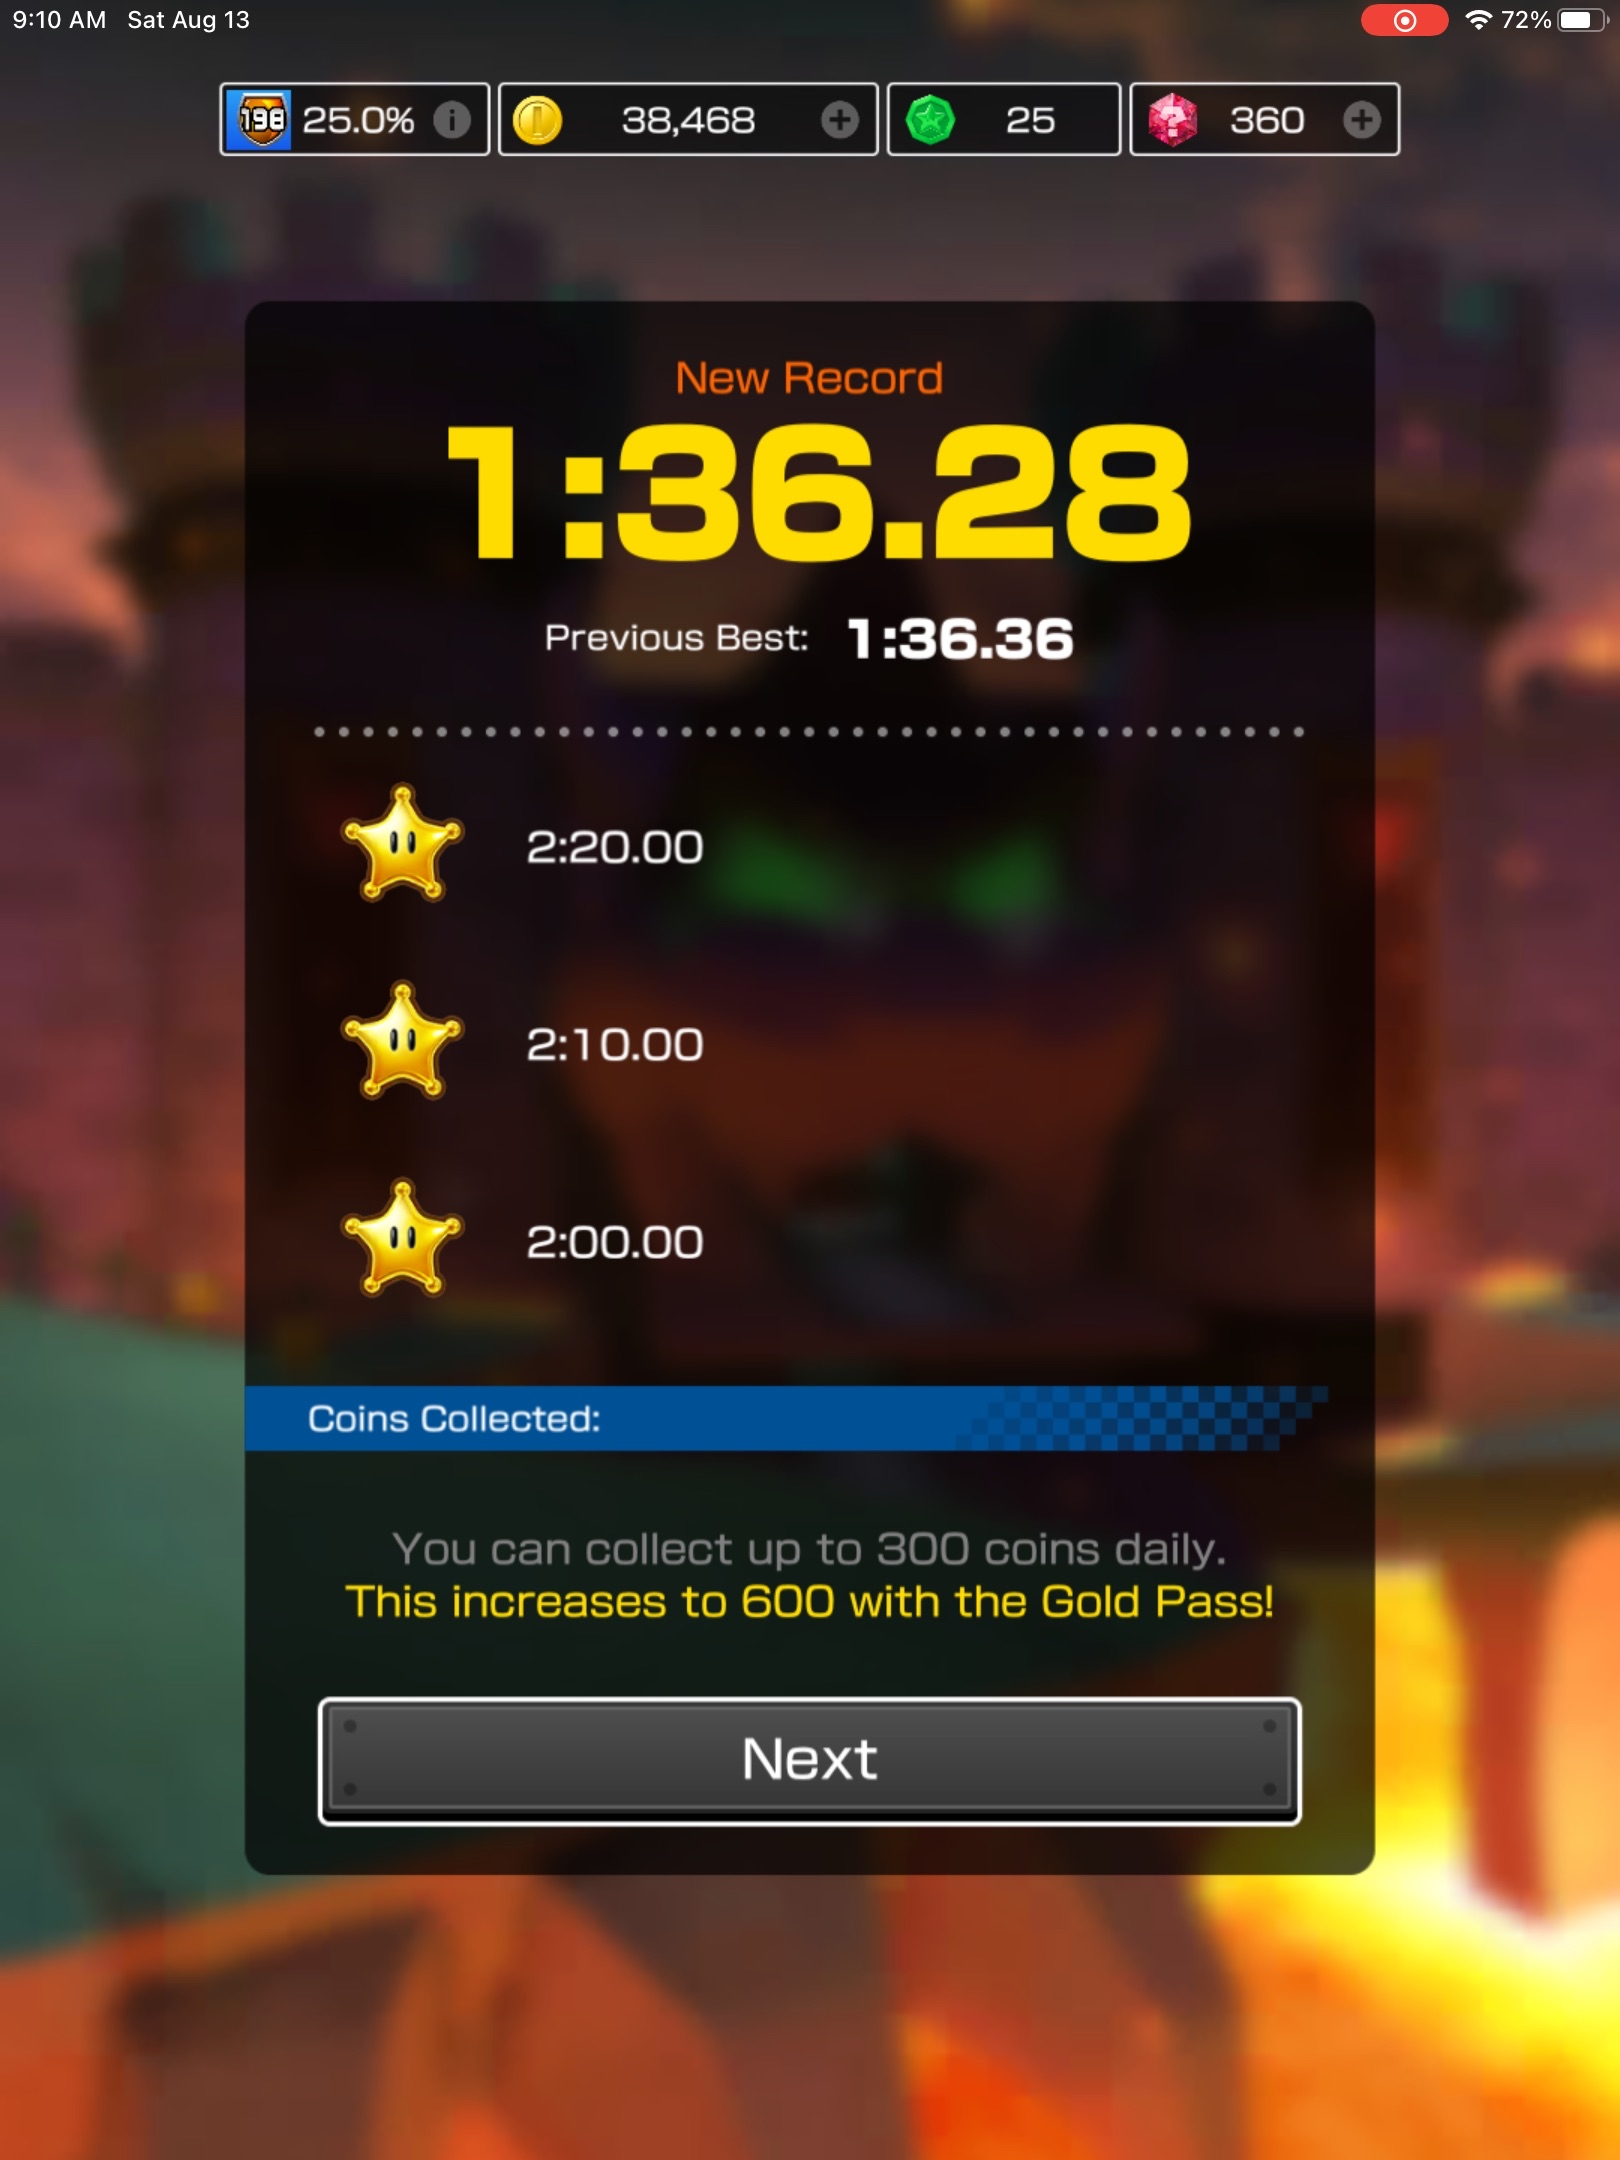 9:10 AM Sat Aug 13 72%
198 25.0% i 38,468 + 25 ? 360 +
New Record
1:36.28
Previous Best: 1:36.36
2:20.00
2:10.00
2:00.00
Coins Collected:
You can collect up to 300 coins daily.
This increases to 600 with the Gold Pass!
Next